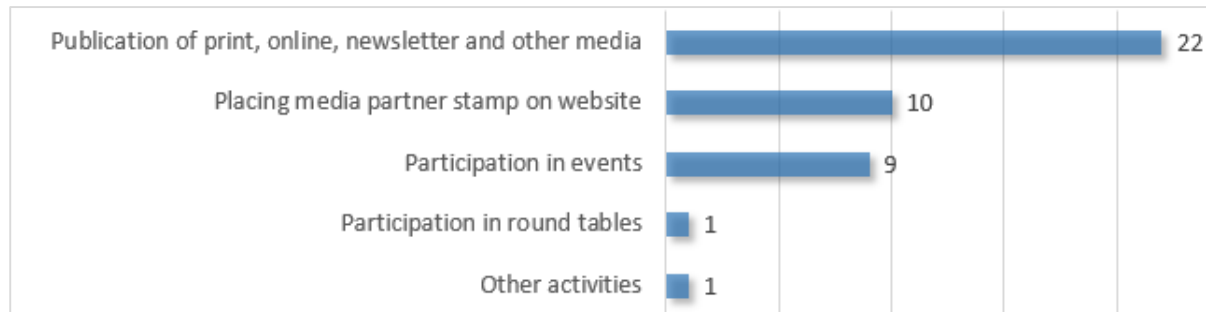 Publication of print, online, newsletter and other media 22
Placing media partner stamp on website 10
Participation in events 9
Participation in round tables 1
Other activities 1